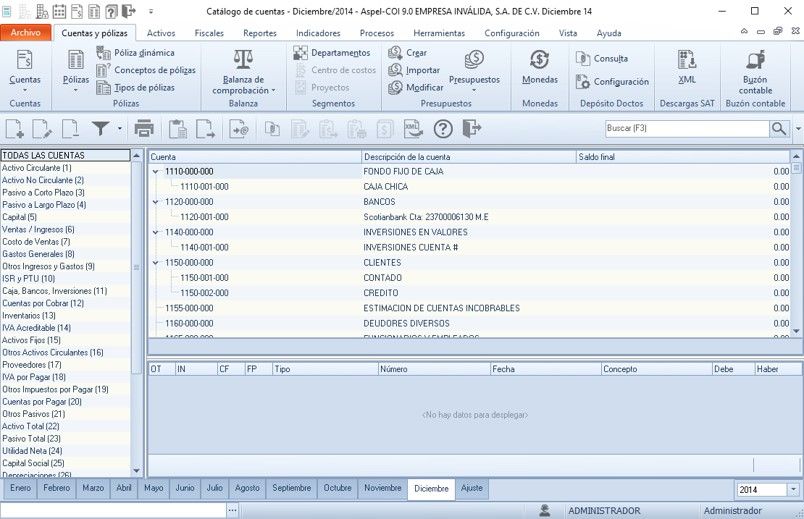 Catálogo de cuentas - Diciembre/2014 - Aspel-COI 9.0 EMPRESA INVÁLIDA, S.A. DE C.V. Diciembre 14
Archivo Cuentas y pólizas Activos Fiscales Reportes Indicadores Procesos Herramientas Configuración Vista Ayuda
Cuentas
Cuentas
Pólizas
Póliza dinámica
Conceptos de pólizas
Tipos de pólizas
Pólizas
Balanza de comprobación
Balanza
Departamentos
Centro de costos
Proyectos
Segmentos
Crear
Importar
Modificar
Presupuestos
Presupuestos
Monedas
Monedas
Consulta
Configuración
Depósito Doctos
XML
Descargas SAT
Buzón contable
Buzón contable
Buscar (F3)
TODAS LAS CUENTAS
Activo Circulante (1)
Activo No Circulante (2)
Pasivo a Corto Plazo (3)
Pasivo a Largo Plazo (4)
Capital (5)
Ventas / Ingresos (6)
Costo de Ventas (7)
Gastos Generales (8)
Otros Ingresos y Gastos (9)
ISR y PTU (10)
Caja, Bancos, Inversiones (11)
Cuentas por Cobrar (12)
Inventarios (13)
IVA Acreditable (14)
Activos Fijos (15)
Otros Activos Circulantes (16)
Proveedores (17)
IVA por Pagar (18)
Otros Impuestos por Pagar (19)
Cuentas por Pagar (20)
Otros Pasivos (21)
Activo Total (22)
Pasivo Total (23)
Utilidad Neta (24)
Capital Social (25)
Depreciaciones (26)
Cuenta Descripción de la cuenta Saldo final
1110-000-000 FONDO FIJO DE CAJA 0.00
1110-001-000 CAJA CHICA 0.00
1120-000-000 BANCOS 0.00
1120-001-000 Scotianbank Cta. 23700006130 M.E 0.00
1140-000-000 INVERSIONES EN VALORES 0.00
1140-001-000 INVERSIONES CUENTA # 0.00
1150-000-000 CLIENTES 0.00
1150-001-000 CONTADO 0.00
1150-002-000 CREDITO 0.00
1155-000-000 ESTIMACION DE CUENTAS INCOBRABLES 0.00
1160-000-000 DEUDORES DIVERSOS 0.00
1165-000-000 FUNCIONARIOS Y EMPLEADOS 0.00
OT IN CF FP Tipo Número Fecha Concepto Debe Haber
<No hay datos para desplegar>
Enero Febrero Marzo Abril Mayo Junio Julio Agosto Septiembre Octubre Noviembre Diciembre Ajuste 2014
ADMINISTRADOR Administrador